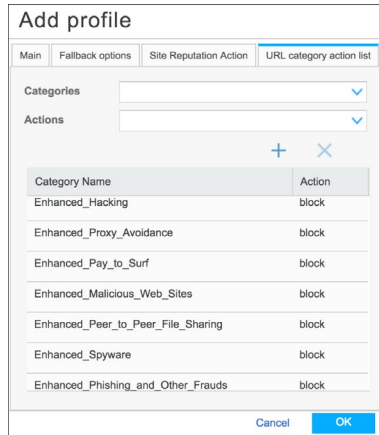 Add profile
Main Fallback options Site Reputation Action URL category action list
Categories
Actions
Category Name Action
Enhanced_Hacking block
Enhanced_Proxy_Avoidance block
Enhanced_Pay_to_Surf block
Enhanced_Malicious_Web_Sites block
Enhanced_Peer_to_Peer_File_Sharing block
Enhanced_Spyware block
Enhanced_Phishing_and_Other_Frauds block
Cancel OK